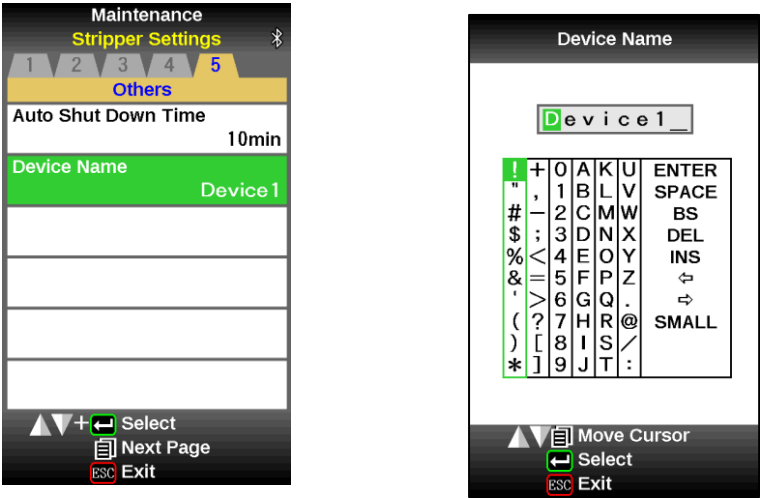 Maintenance
Stripper Settings
1 2 3 4 5
Others
Auto Shut Down Time
10min
Device Name
Device1
Select
Next Page
ESC Exit
Device Name
Device1_
! + 0 A K U ENTER
" , 1 B L V SPACE
# − 2 C M W BS
$ ; 3 D N X DEL
% < 4 E O Y INS
& = 5 F P Z ⇦
' > 6 G Q . ⇨
( ? 7 H R @ SMALL
) [ 8 I S /
* ] 9 J T :
Move Cursor
Select
ESC Exit